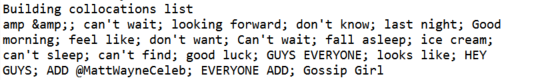 Building collocations list
amp &amp;; can't wait; looking forward; don't know; last night; Good
morning; feel like; don't want; Can't wait; fall asleep; ice cream;
can't sleep; can't find; good luck; GUYS EVERYONE; looks like; HEY
GUYS; ADD @MattWayneCeleb; EVERYONE ADD; Gossip Girl